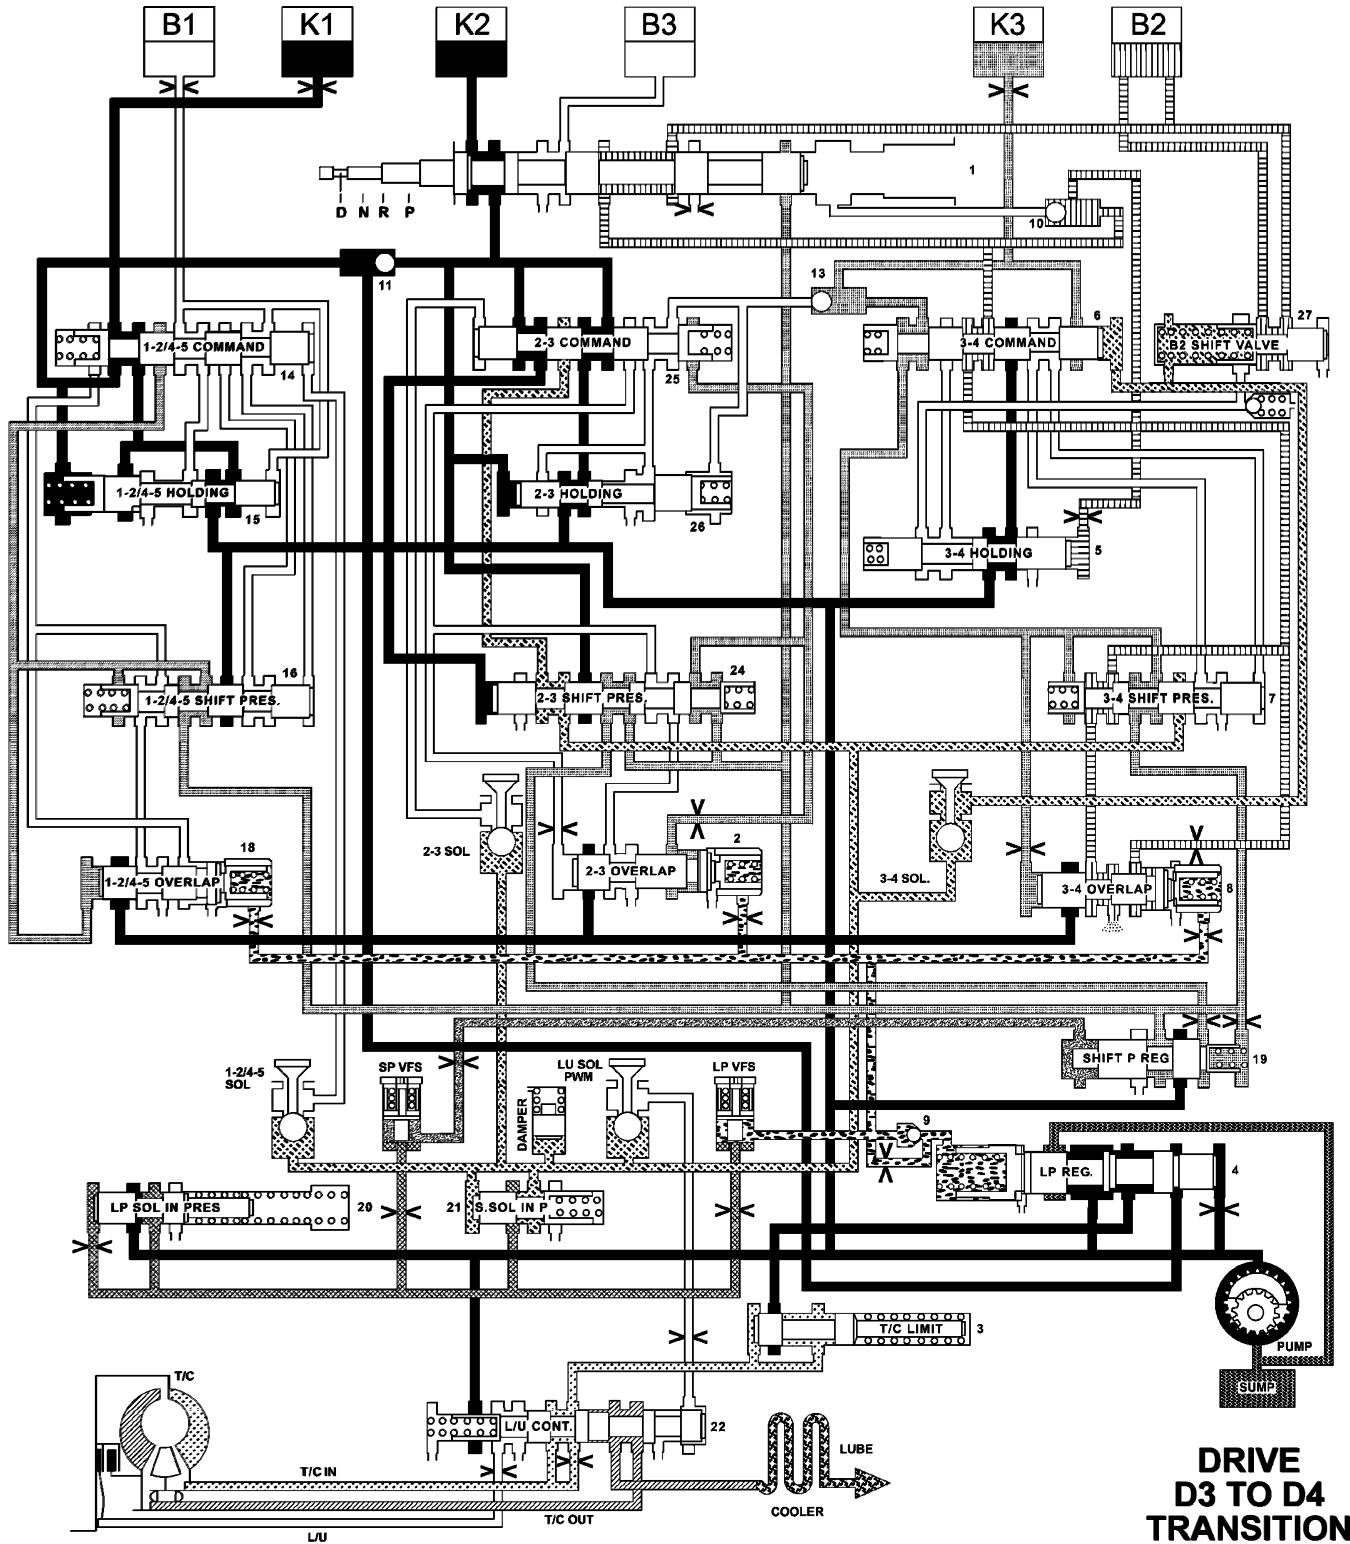 B1
K1
K2
B3
K3
B2
1
D N R P
10
11
13
6
27
1-2/4-5 COMMAND
2-3 COMMAND
3-4 COMMAND
B2 SHIFT VALVE
14
25
1-2/4-5 HOLDING
2-3 HOLDING
15
26
3-4 HOLDING
5
16
24
1-2/4-5 SHIFT PRES.
2-3 SHIFT PRES.
3-4 SHIFT PRES.
7
18
2-3 SOL
2
3-4 SOL.
1-2/4-5 OVERLAP
2-3 OVERLAP
3-4 OVERLAP
8
SHIFT P REG
19
1-2/4-5
SOL
SP VFS
LU SOL
PWM
LP VFS
DAMPER
9
LP REG.
4
LP SOL IN PRES
20
21
S.SOL IN P
T/C LIMIT
3
PUMP
SUMP
T/C
L/U CONT.
22
T/C IN
LUBE
COOLER
T/C OUT
L/U
DRIVE
D3 TO D4
TRANSITION